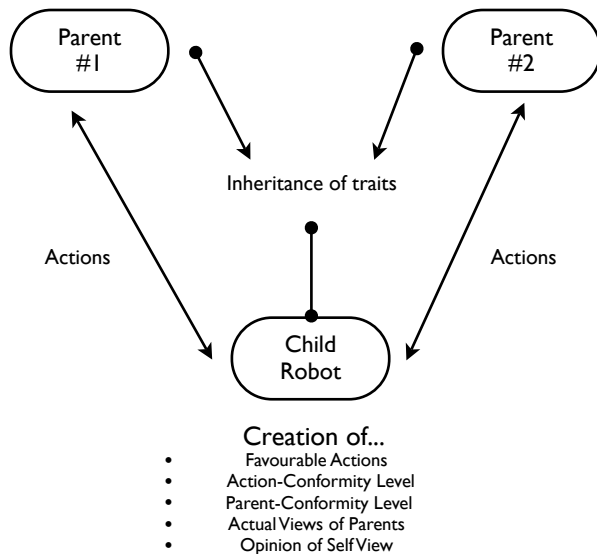 Parent
#1
Parent
#2
Inheritance of traits
Actions
Actions
Child
Robot
Creation of...
• Favourable Actions
• Action-Conformity Level
• Parent-Conformity Level
• Actual Views of Parents
• Opinion of Self View